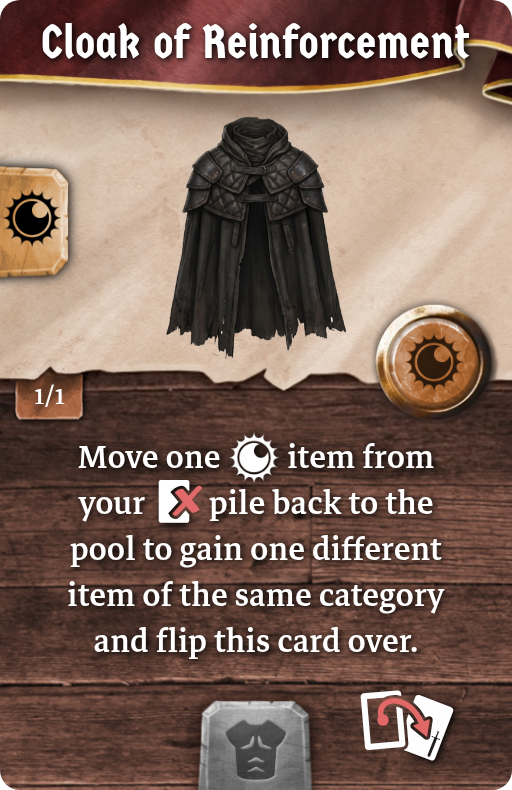 Cloak of Reinforcement
1/1
Move one item from
your pile back to the
pool to gain one different
item of the same category
and flip this card over.